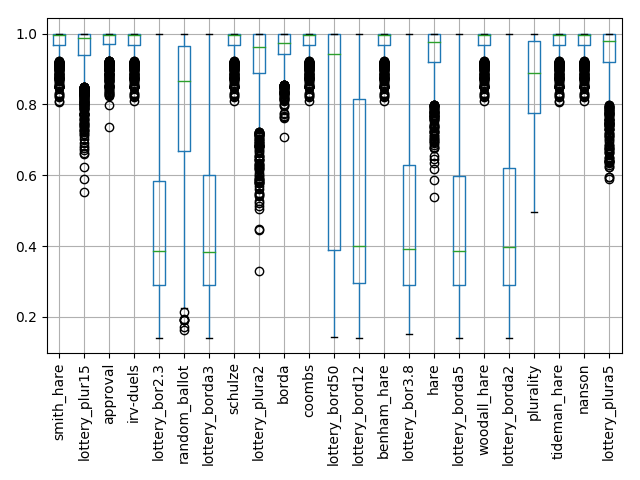 1.0
0.8
0.6
0.4
0.2
smith_hare
lottery_plur15
approval
irv-duels
lottery_bor2.3
random_ballot
lottery_borda3
schulze
lottery_plura2
borda
coombs
lottery_bord50
lottery_bord12
benham_hare
lottery_bor3.8
hare
lottery_borda5
woodall_hare
lottery_borda2
plurality
tideman_hare
nanson
lottery_plura5